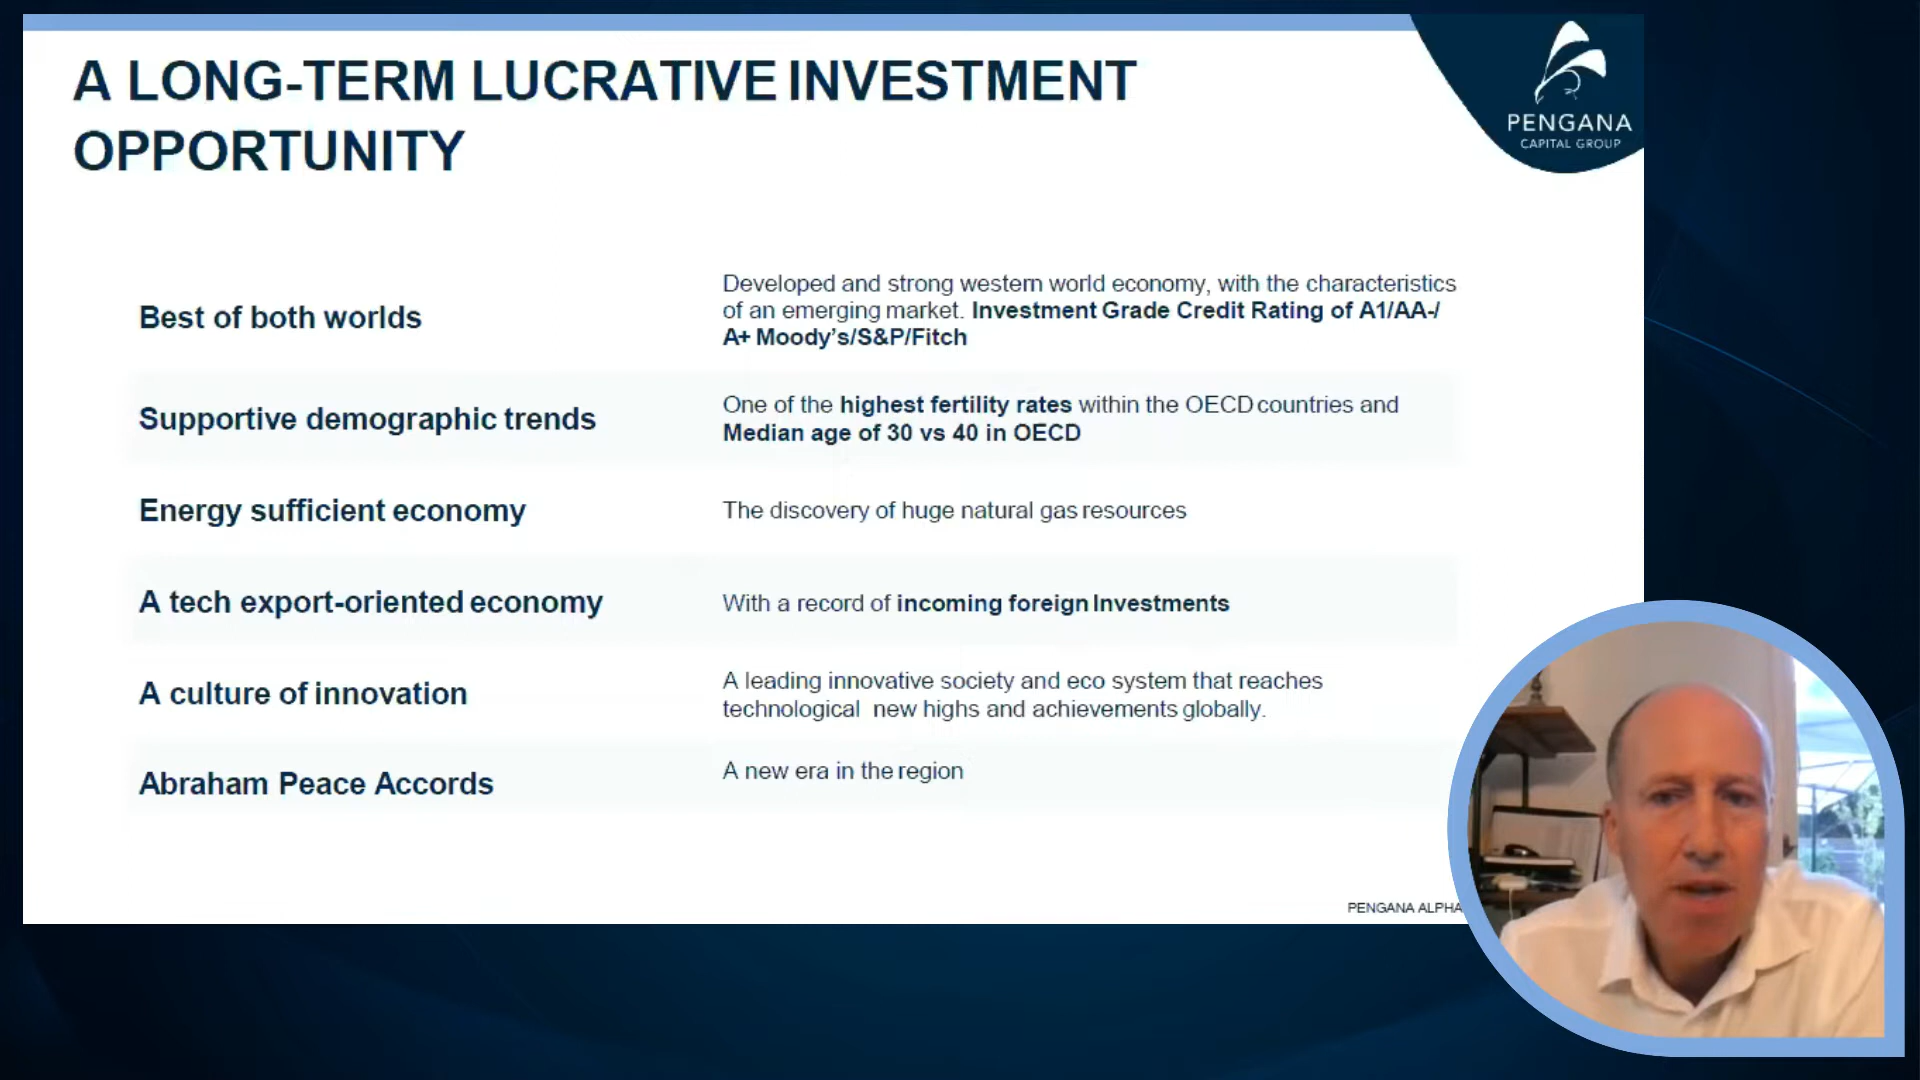 A LONG-TERM LUCRATIVE INVESTMENT
OPPORTUNITY
PENGANA
CAPITAL GROUP
Best of both worlds
Developed and strong western world economy, with the characteristics
of an emerging market. Investment Grade Credit Rating of A1/AA-/
A+ Moody's/S&P/Fitch
Supportive demographic trends
One of the highest fertility rates within the OECD countries and
Median age of 30 vs 40 in OECD
Energy sufficient economy
The discovery of huge natural gas resources
A tech export-oriented economy
With a record of incoming foreign Investments
A culture of innovation
A leading innovative society and eco system that reaches
technological new highs and achievements globally.
Abraham Peace Accords
A new era in the region
PENGANA ALPHA